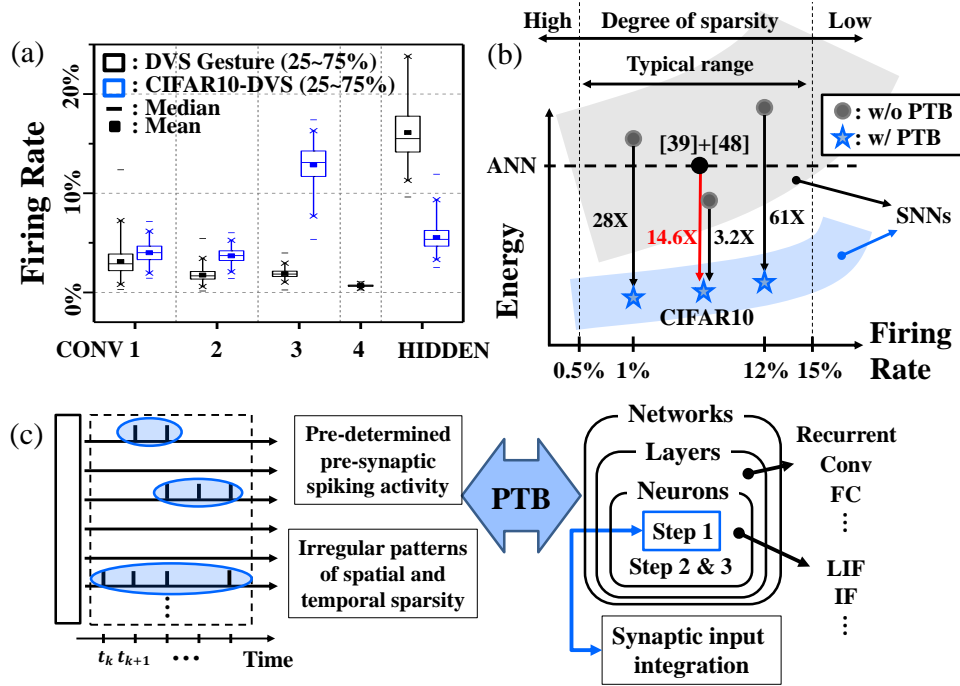 (a)
: DVS Gesture (25~75%)
: CIFAR10-DVS (25~75%)
: Median
: Mean
Firing Rate
20%
10%
0%
CONV 1
2
3
4
HIDDEN
(b)
High
Degree of sparsity
Low
Typical range
: w/o PTB
: w/ PTB
ANN
[39]+[48]
28X
14.6X
3.2X
61X
SNNs
Energy
CIFAR10
0.5%
1%
12%
15%
Firing
Rate
(c)
Pre-determined
pre-synaptic
spiking activity
Irregular patterns
of spatial and
temporal sparsity
t_k t_{k+1} ••• Time
PTB
Networks
Layers
Neurons
Step 1
Step 2 & 3
Synaptic input
integration
Recurrent
Conv
FC
LIF
IF